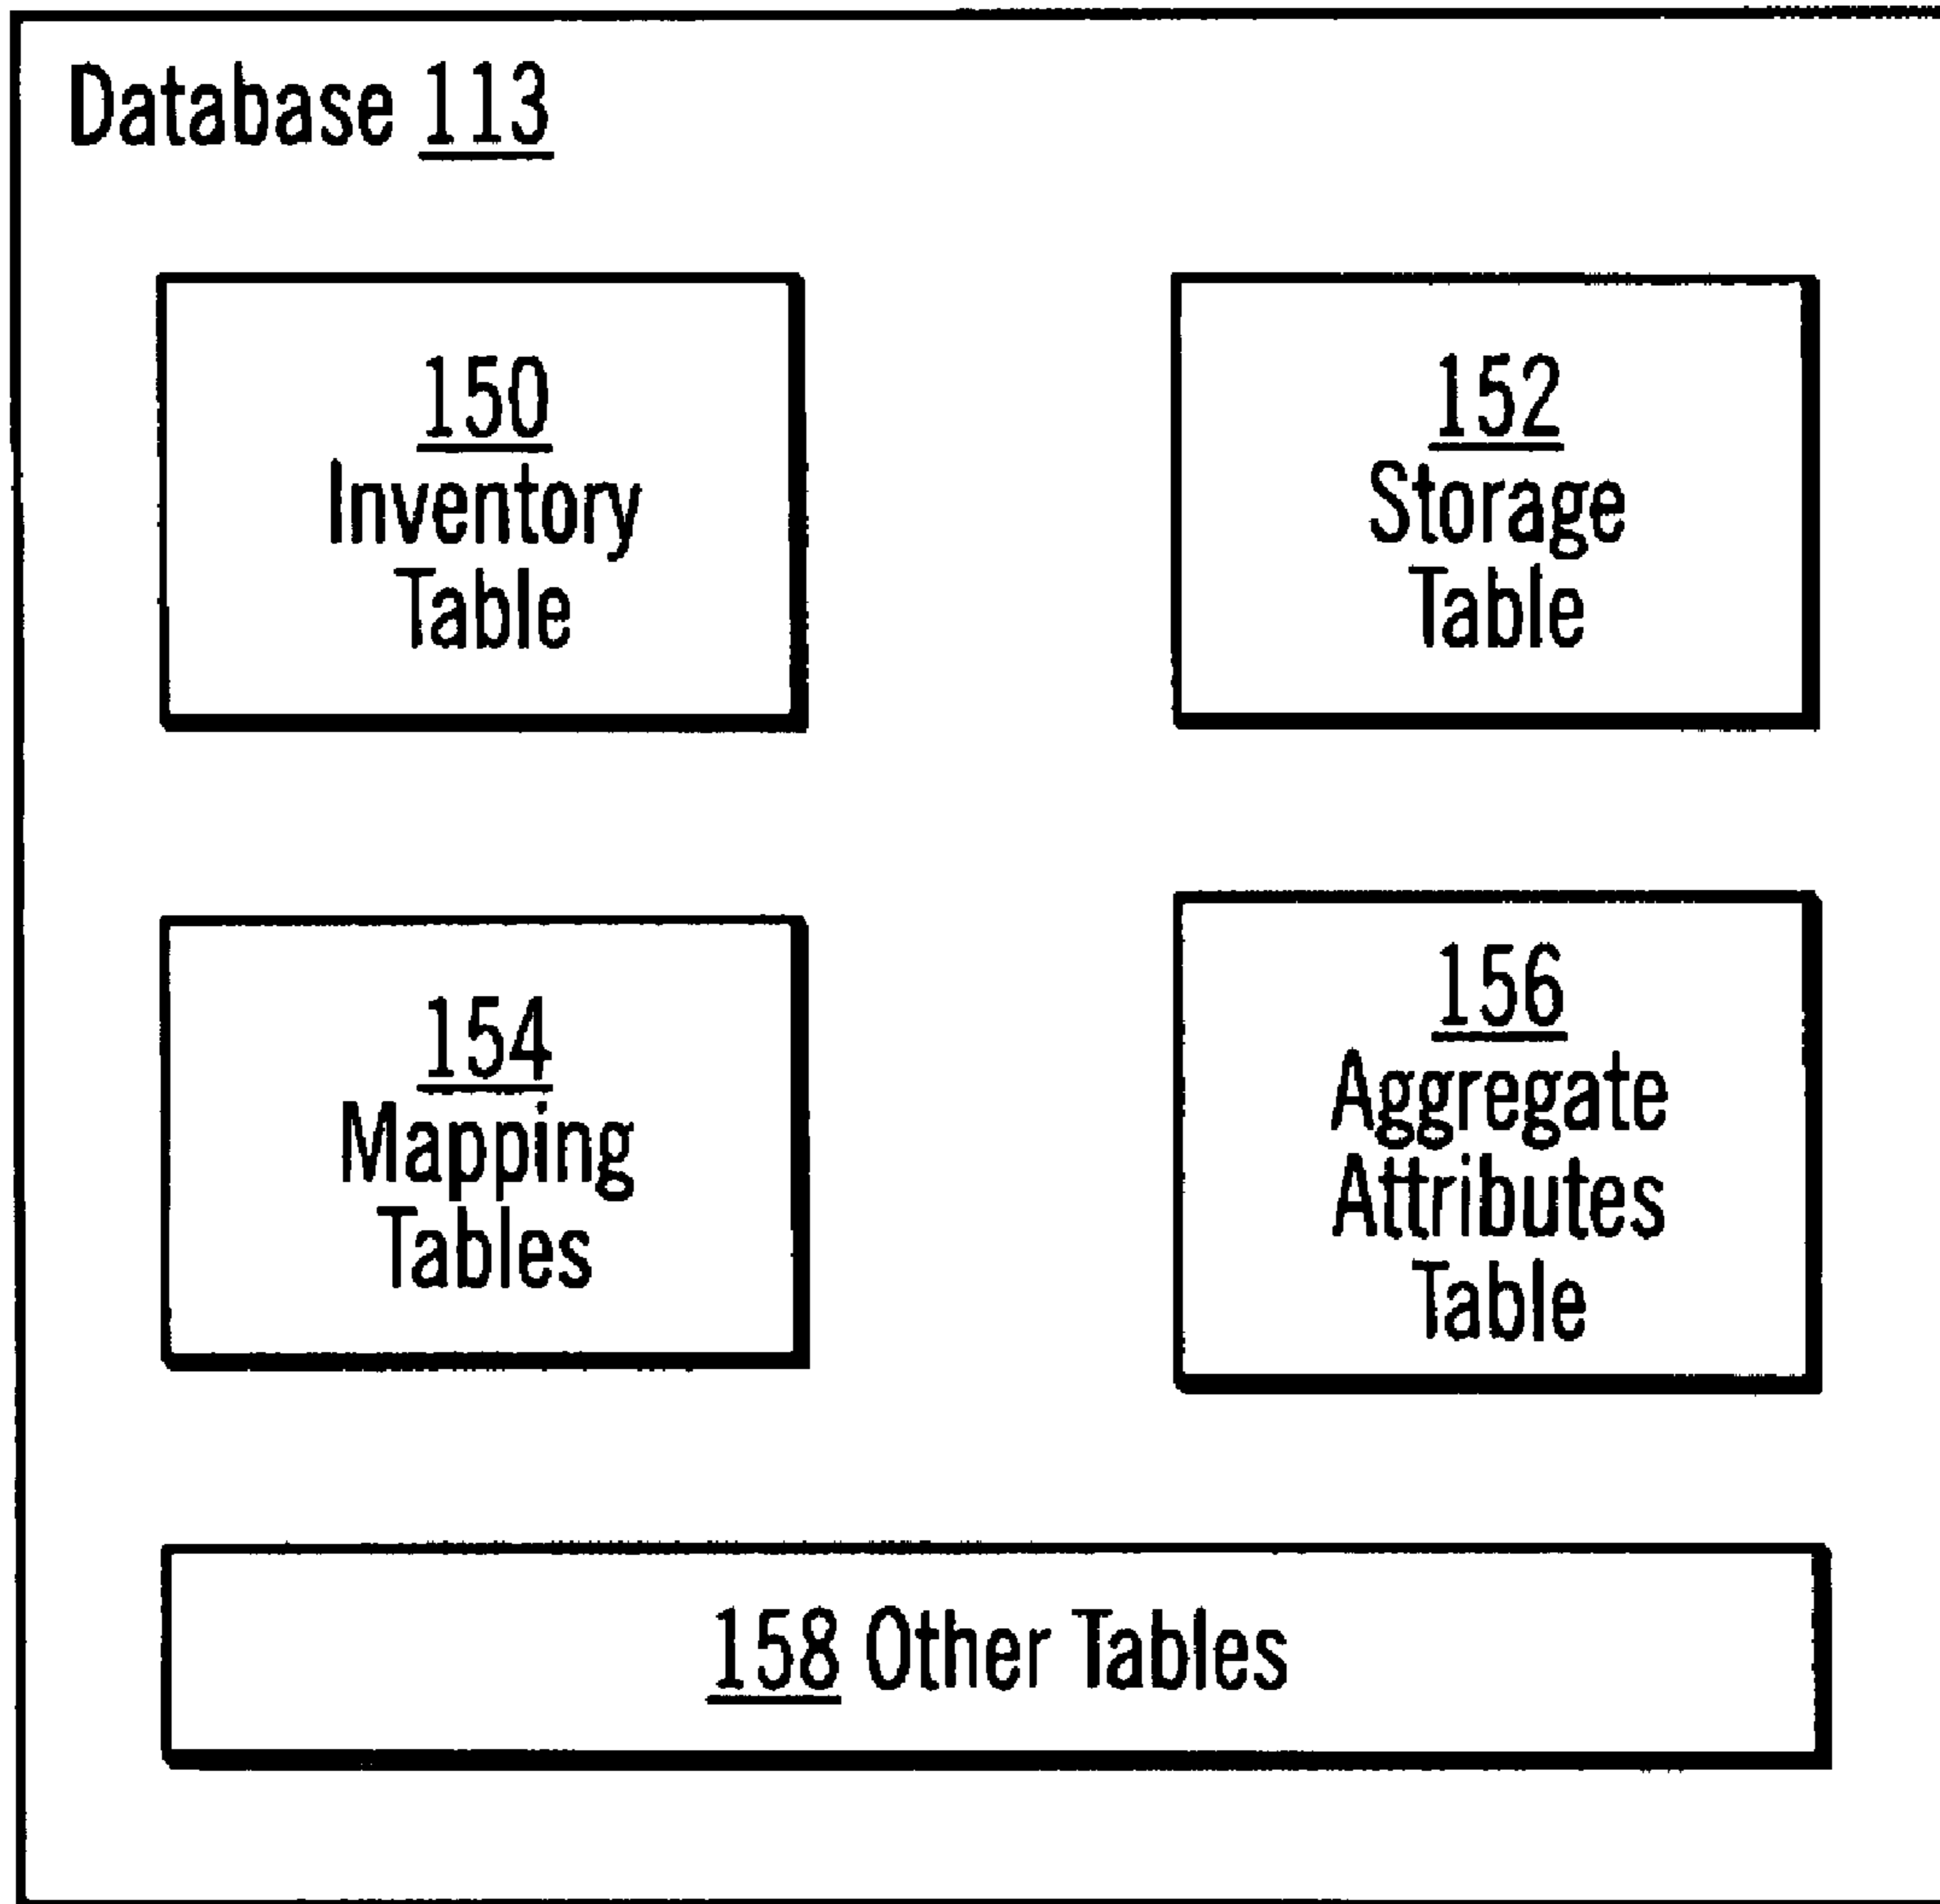 Database 113
150
Inventory
Table
152
Storage
Table
154
Mapping
Tables
156
Aggregate
Attributes
Table
158 Other Tables